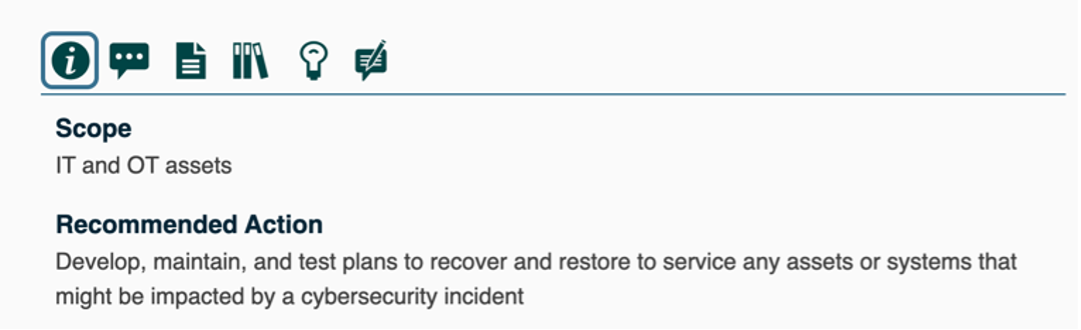 Scope
IT and OT assets
Recommended Action
Develop, maintain, and test plans to recover and restore to service any assets or systems that
might be impacted by a cybersecurity incident